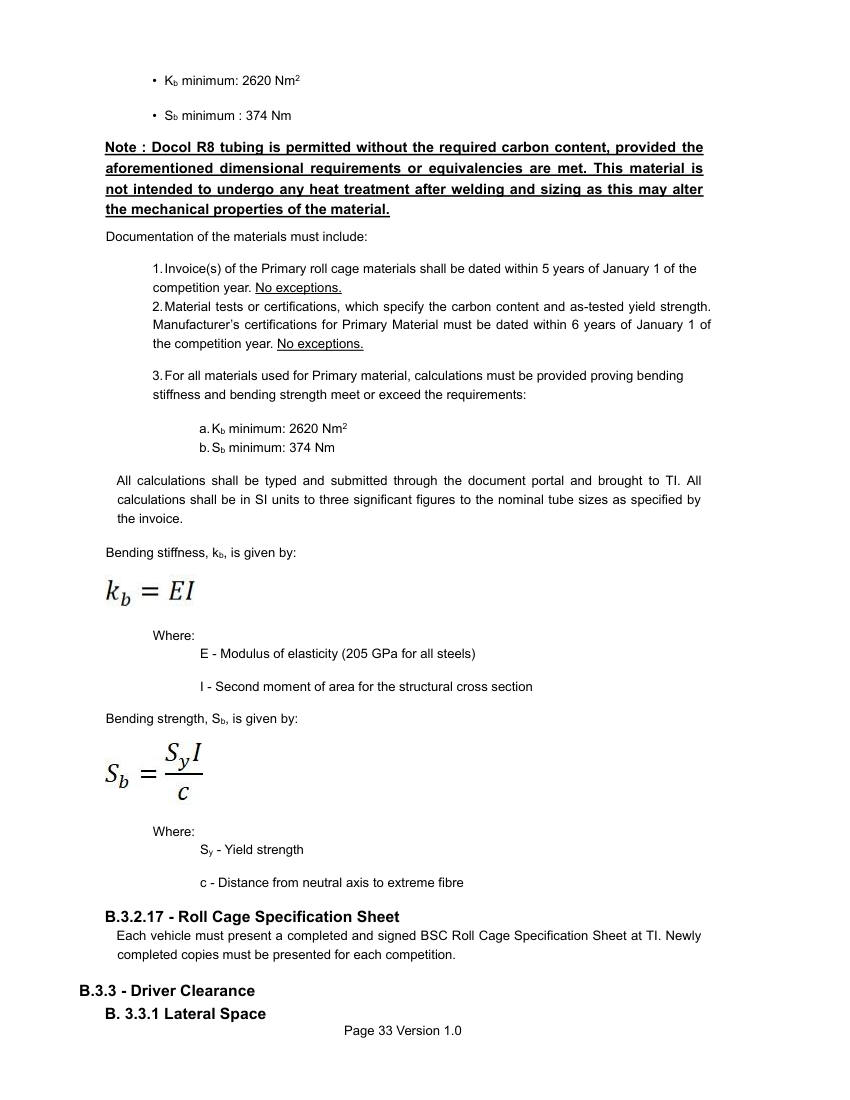 • Kb minimum: 2620 Nm²
• Sb minimum : 374 Nm
Note : Docol R8 tubing is permitted without the required carbon content, provided the
aforementioned dimensional requirements or equivalencies are met. This material is
not intended to undergo any heat treatment after welding and sizing as this may alter
the mechanical properties of the material.
Documentation of the materials must include:
1. Invoice(s) of the Primary roll cage materials shall be dated within 5 years of January 1 of the
competition year. No exceptions.
2. Material tests or certifications, which specify the carbon content and as-tested yield strength.
Manufacturer’s certifications for Primary Material must be dated within 6 years of January 1 of
the competition year. No exceptions.
3. For all materials used for Primary material, calculations must be provided proving bending
stiffness and bending strength meet or exceed the requirements:
a. Kb minimum: 2620 Nm²
b. Sb minimum: 374 Nm
All calculations shall be typed and submitted through the document portal and brought to TI. All
calculations shall be in SI units to three significant figures to the nominal tube sizes as specified by
the invoice.
Bending stiffness, kb, is given by:
kb = EI
Where:
E - Modulus of elasticity (205 GPa for all steels)
I - Second moment of area for the structural cross section
Bending strength, Sb, is given by:
Sb = SyI / c
Where:
Sy - Yield strength
c - Distance from neutral axis to extreme fibre
B.3.2.17 - Roll Cage Specification Sheet
Each vehicle must present a completed and signed BSC Roll Cage Specification Sheet at TI. Newly
completed copies must be presented for each competition.
B.3.3 - Driver Clearance
B. 3.3.1 Lateral Space
Page 33 Version 1.0